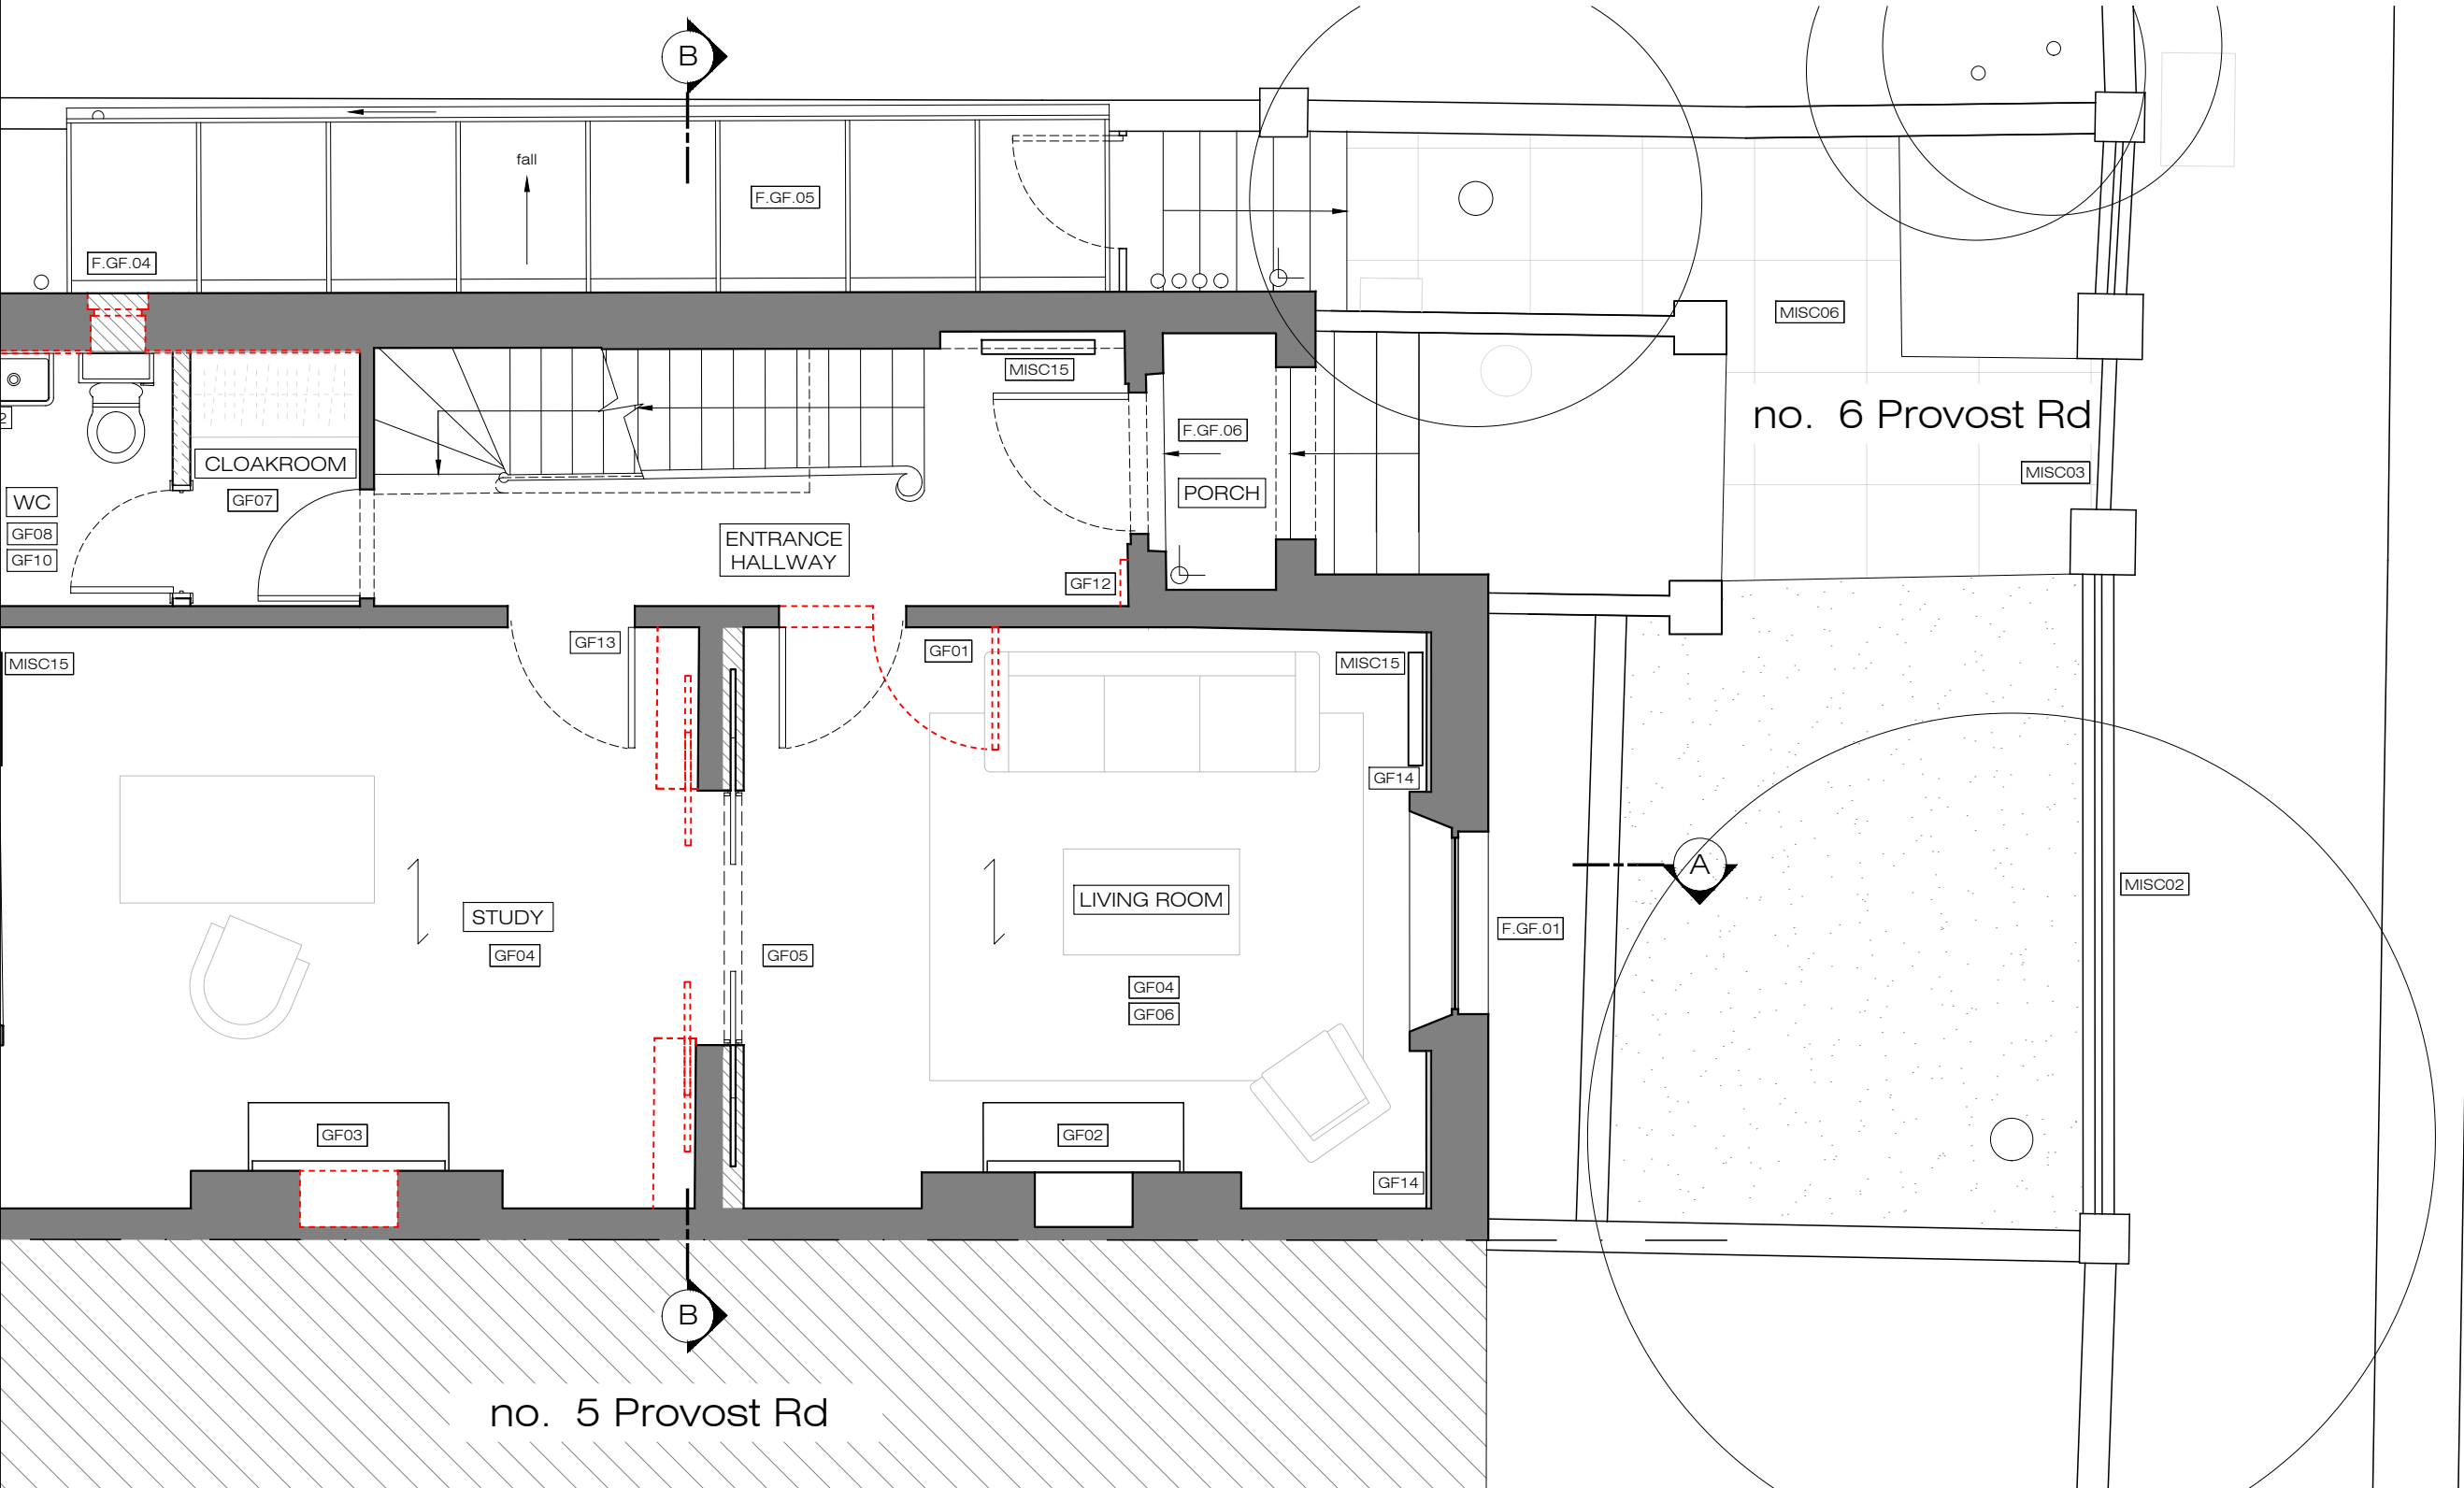 B
fall
F.GF.05
F.GF.04
MISC06
MISC15
no. 6 Provost Rd
F.GF.06
CLOAKROOM
MISC03
PORCH
WC
GF07
GF08
ENTRANCE
HALLWAY
GF10
GF12
GF13
GF01
MISC15
MISC15
GF14
A
MISC02
LIVING ROOM
STUDY
F.GF.01
GF04
GF05
GF04
GF06
GF03
GF02
GF14
B
no. 5 Provost Rd